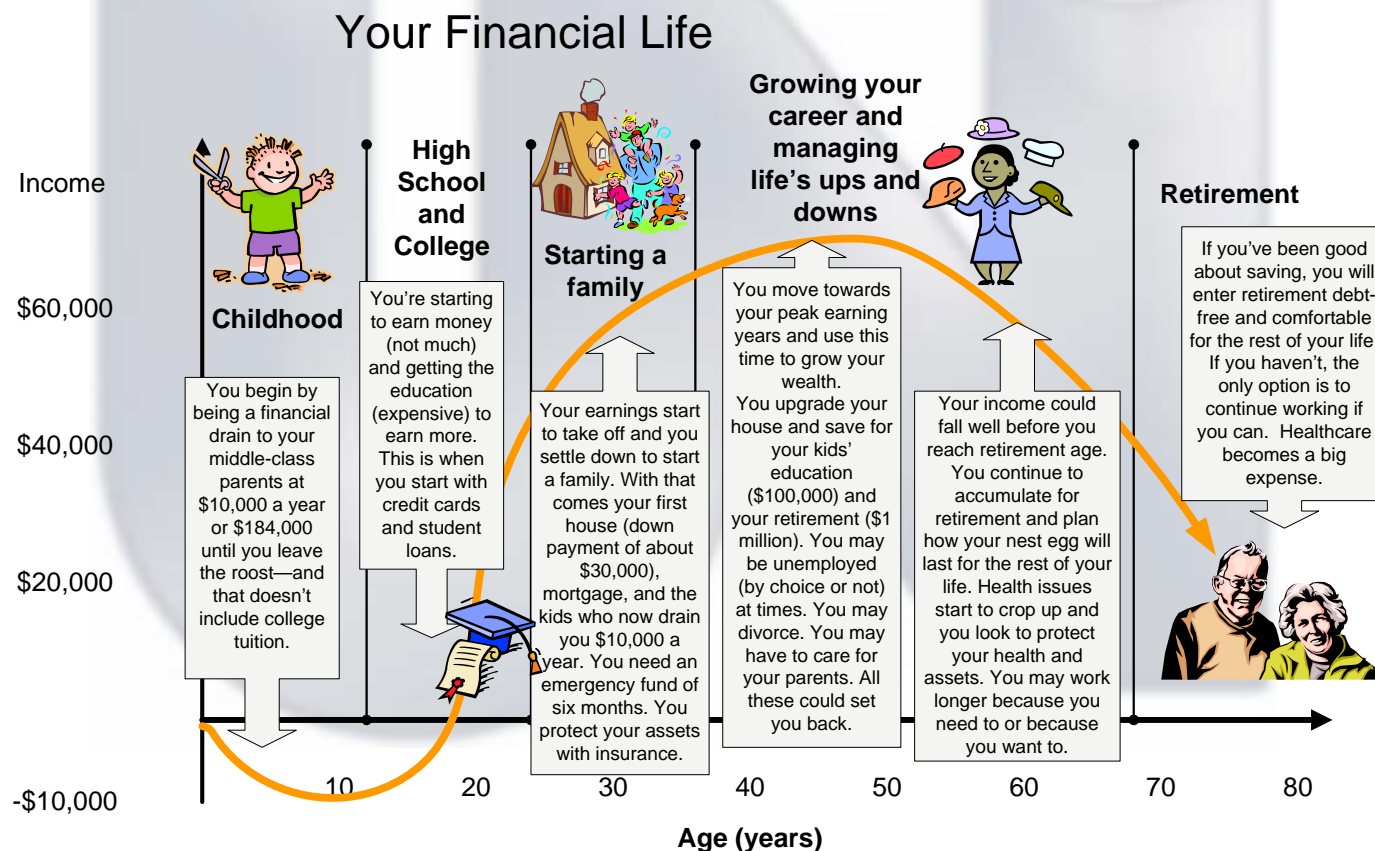 Your Financial Life
Income
$60,000
$40,000
$20,000
-$10,000
Childhood
You begin by
being a financial
drain to your
middle-class
parents at
$10,000 a year
or $184,000
until you leave
the roost—and
that doesn't
include college
tuition.
High
School
and
College
You're starting
to earn money
(not much)
and getting the
education
(expensive) to
earn more.
This is when
you start with
credit cards
and student
loans.
Starting a
family
Your earnings start
to take off and you
settle down to start
a family. With that
comes your first
house (down
payment of about
$30,000),
mortgage, and the
kids who now drain
you $10,000 a
year. You need an
emergency fund of
six months. You
protect your assets
with insurance.
Growing your
career and
managing
life's ups and
downs
You move towards
your peak earning
years and use this
time to grow your
wealth.
You upgrade your
house and save for
your kids'
education
($100,000) and
your retirement ($1
million). You may
be unemployed
(by choice or not)
at times. You may
divorce. You may
have to care for
your parents. All
these could set
you back.
Your income could
fall well before you
reach retirement age.
You continue to
accumulate for
retirement and plan
how your nest egg will
last for the rest of your
life. Health issues
start to crop up and
you look to protect
your health and
assets. You may work
longer because you
need to or because
you want to.
Retirement
If you've been good
about saving, you will
enter retirement debt-
free and comfortable
for the rest of your life
If you haven't, the
only option is to
continue working if
you can. Healthcare
becomes a big
expense.
10 20 30 40 50 60 70 80
Age (years)